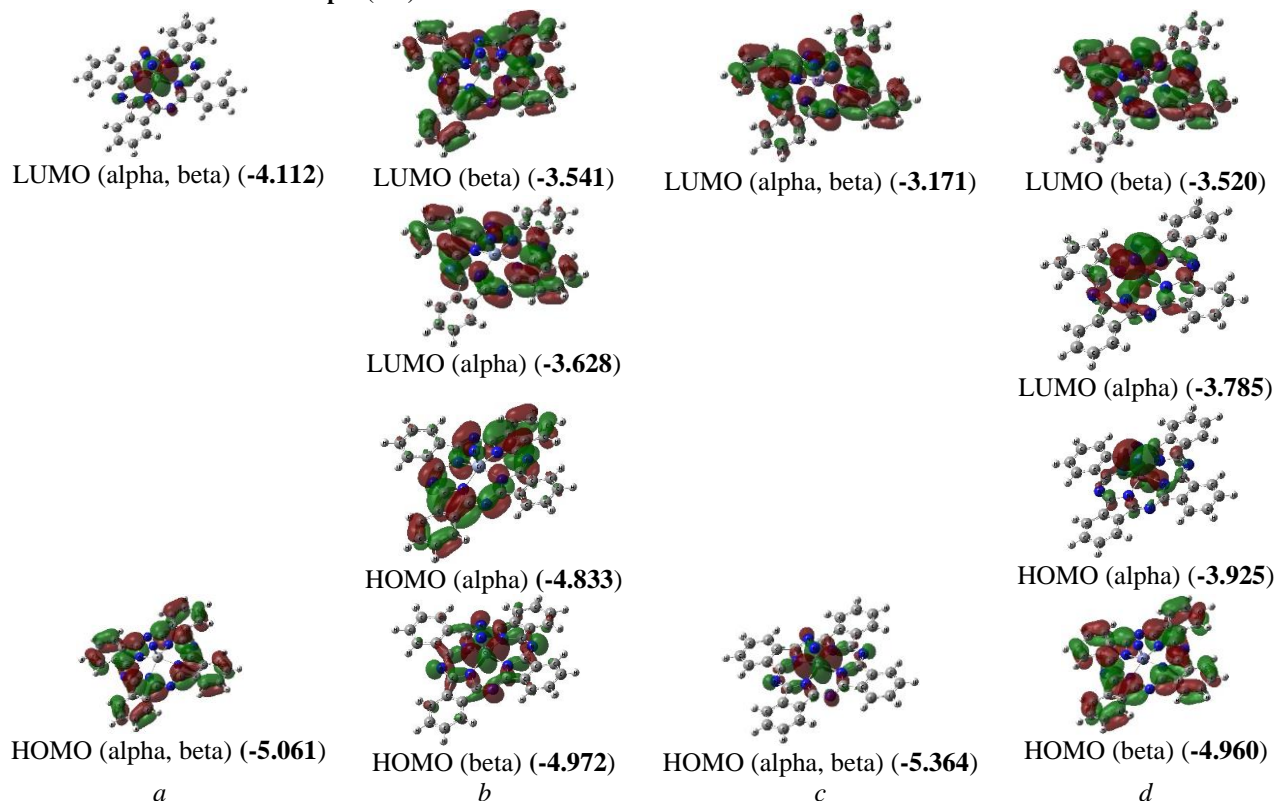 LUMO (alpha, beta) (-4.112)
LUMO (beta) (-3.541)
LUMO (alpha, beta) (-3.171)
LUMO (beta) (-3.520)
LUMO (alpha) (-3.628)
LUMO (alpha) (-3.785)
HOMO (alpha) (-4.833)
HOMO (alpha) (-3.925)
HOMO (alpha, beta) (-5.061)
HOMO (beta) (-4.972)
HOMO (alpha, beta) (-5.364)
HOMO (beta) (-4.960)
a
b
c
d